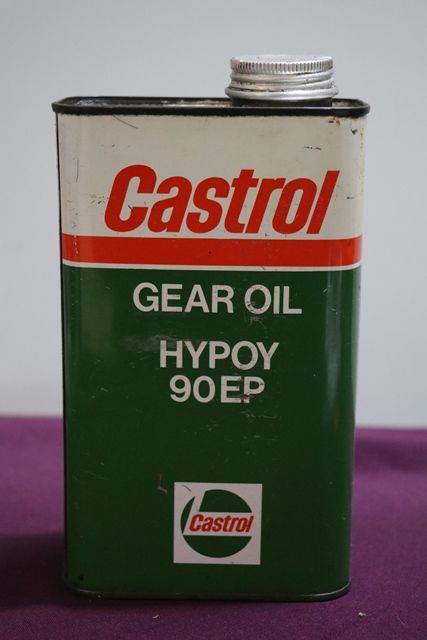 Castrol
GEAR OIL
HYPOY
90EP
Castrol